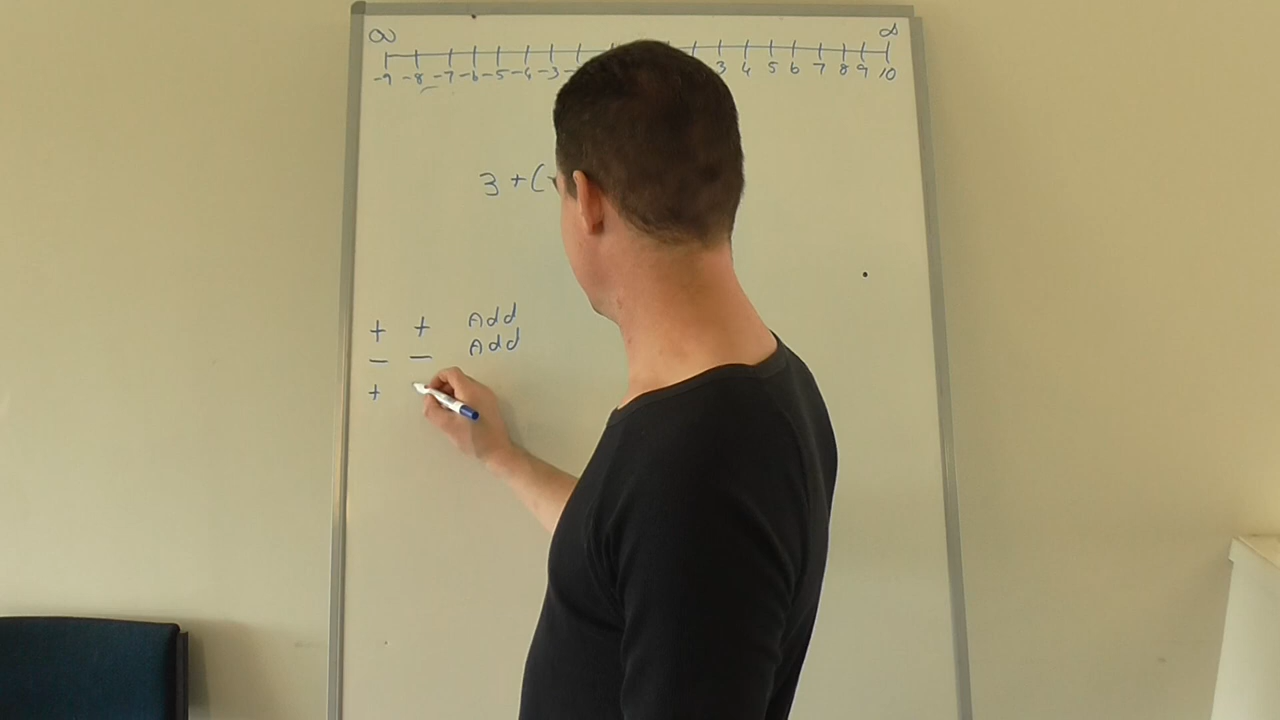 ∞ ∞
-9 -8 -7 -6 -5 -4 -3 3 4 5 6 7 8 9 10
3 + (
+ + Add
- - Add
+